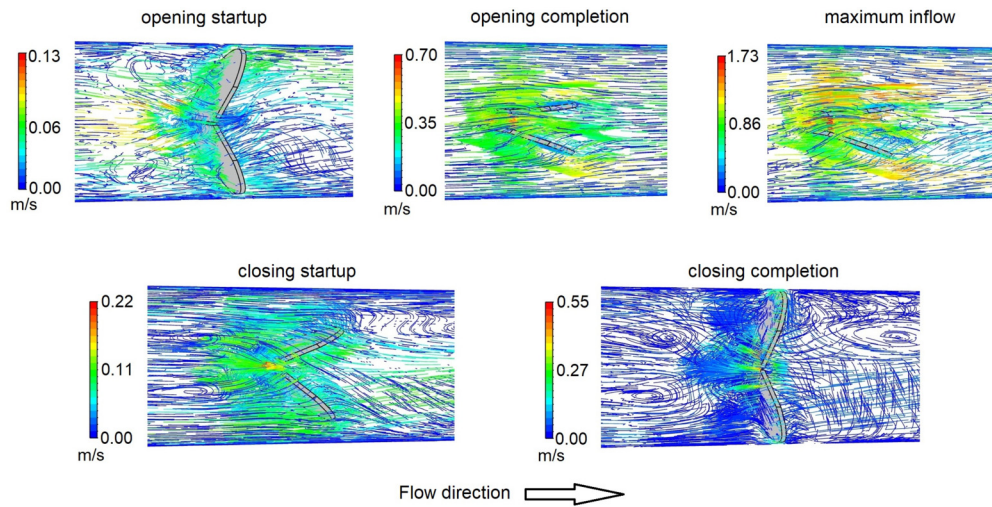 opening startup
opening completion
maximum inflow
0.13
0.06
0.00
m/s
0.70
0.35
0.00
m/s
1.73
0.86
0.00
m/s
closing startup
closing completion
0.22
0.11
0.00
m/s
0.55
0.27
0.00
m/s
Flow direction